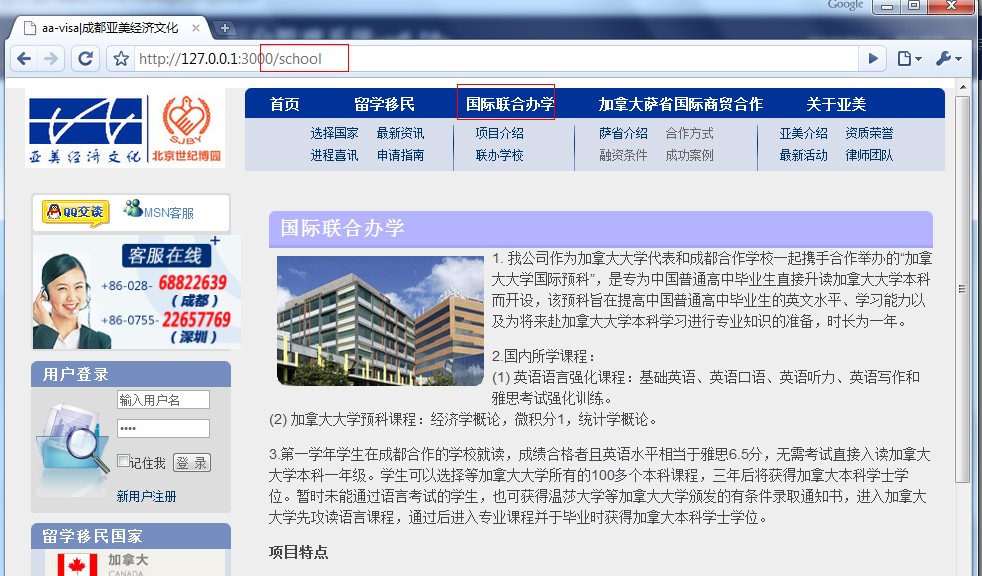 Google
aa-visa|成都亚美经济文化
http://127.0.0.1:3000/school
亚美经济文化
SJBY
北京世纪博园
首页 留学移民 国际联合办学 加拿大萨省国际商贸合作 关于亚美
选择国家 最新资讯 项目介绍 萨省介绍 合作方式 亚美介绍 资质荣誉
进程喜讯 申请指南 联办学校 融资条件 成功案例 最新活动 律师团队
QQ交谈 MSN客服
客服在线
+86-028- 68822639
(成都)
+86-0755- 22657769
(深圳)
用户登录
输入用户名
••••
记住我 登 录
新用户注册
留学移民国家
加拿大
CANADA
国际联合办学
1. 我公司作为加拿大大学代表和成都合作学校一起携手合作举办的“加拿
大大学国际预科”，是专为中国普通高中毕业生直接升读加拿大大学本科
而开设，该预科旨在提高中国普通高中毕业生的英文水平、学习能力以
及为将来赴加拿大大学本科学习进行专业知识的准备，时长为一年。
2.国内所学课程：
(1) 英语语言强化课程：基础英语、英语口语、英语听力、英语写作和
雅思考试强化训练。
(2) 加拿大大学预科课程：经济学概论，微积分1，统计学概论。
3.第一学年学生在成都合作的学校就读，成绩合格者且英语水平相当于雅思6.5分，无需考试直接入读加拿大
大学本科一年级。学生可以选择等加拿大大学所有的100多个本科课程，三年后将获得加拿大本科学士学
位。暂时未能通过语言考试的学生，也可获得温莎大学等加拿大大学颁发的有条件录取通知书，进入加拿大
大学先攻读语言课程，通过后进入专业课程并于毕业时获得加拿大本科学士学位。
项目特点